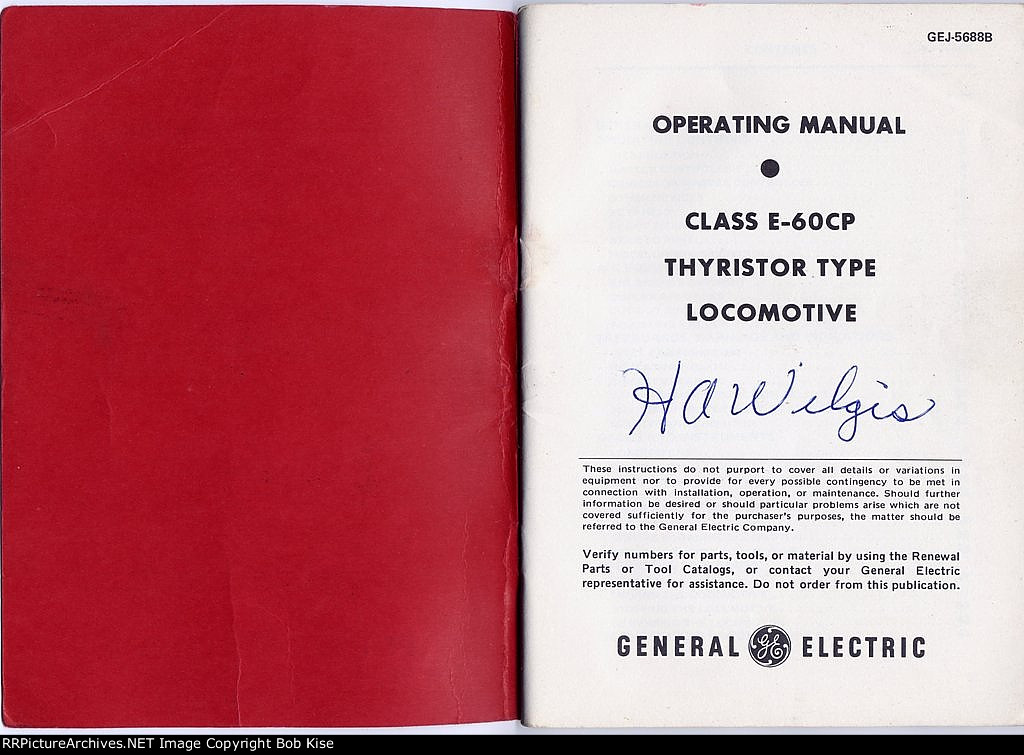 GEJ-5688B
OPERATING MANUAL
CLASS E-60CP
THYRISTOR TYPE
LOCOMOTIVE
H A Wilgis
These instructions do not purport to cover all details or variations in
equipment nor to provide for every possible contingency to be met in
connection with installation, operation, or maintenance. Should further
information be desired or should particular problems arise which are not
covered sufficiently for the purchaser's purposes, the matter should be
referred to the General Electric Company.
Verify numbers for parts, tools, or material by using the Renewal
Parts or Tool Catalogs, or contact your General Electric
representative for assistance. Do not order from this publication.
GENERAL GE ELECTRIC
RRPictureArchives.NET Image Copyright Bob Kise